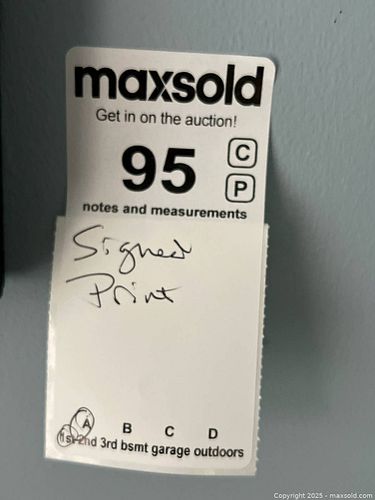 maxsold
Get in on the auction!
95
C
P
notes and measurements
Signed
Print
A B C D
1st 2nd 3rd bsmt garage outdoors
Copyright © 2025 - maxsold.com